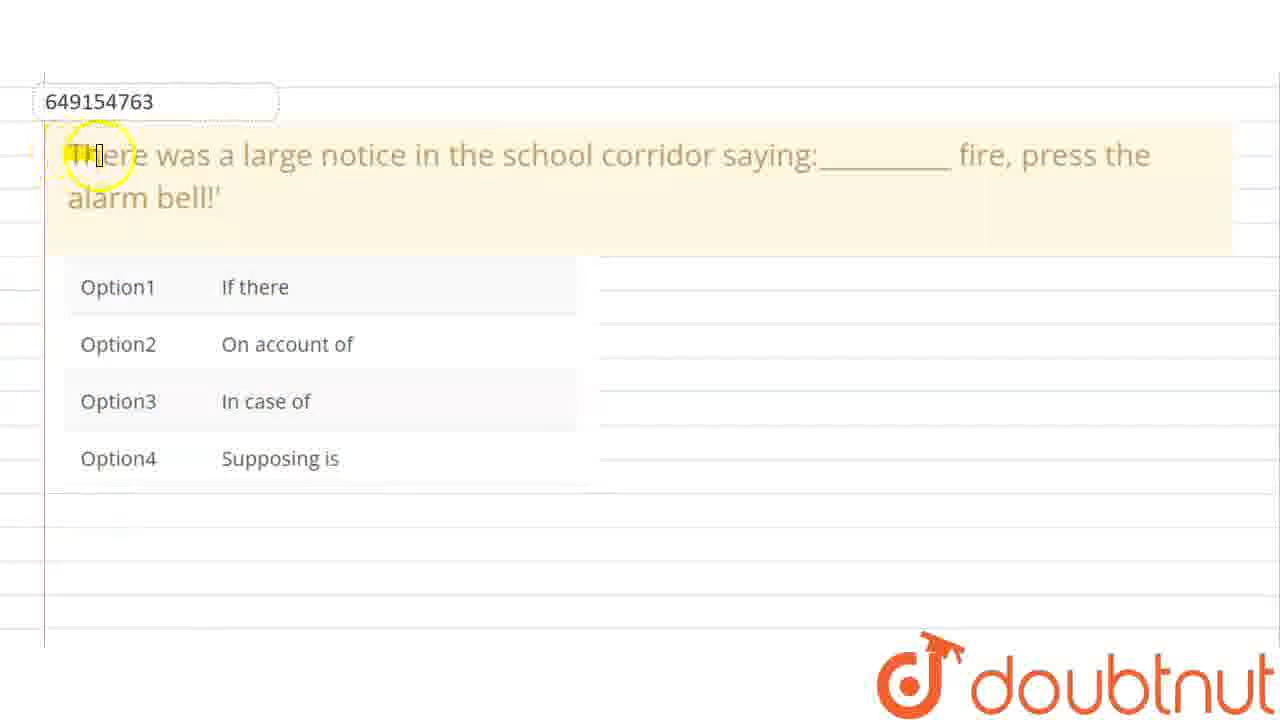 649154763
There was a large notice in the school corridor saying:__________ fire, press the
alarm bell!'
Option1 If there
Option2 On account of
Option3 In case of
Option4 Supposing is
doubtnut